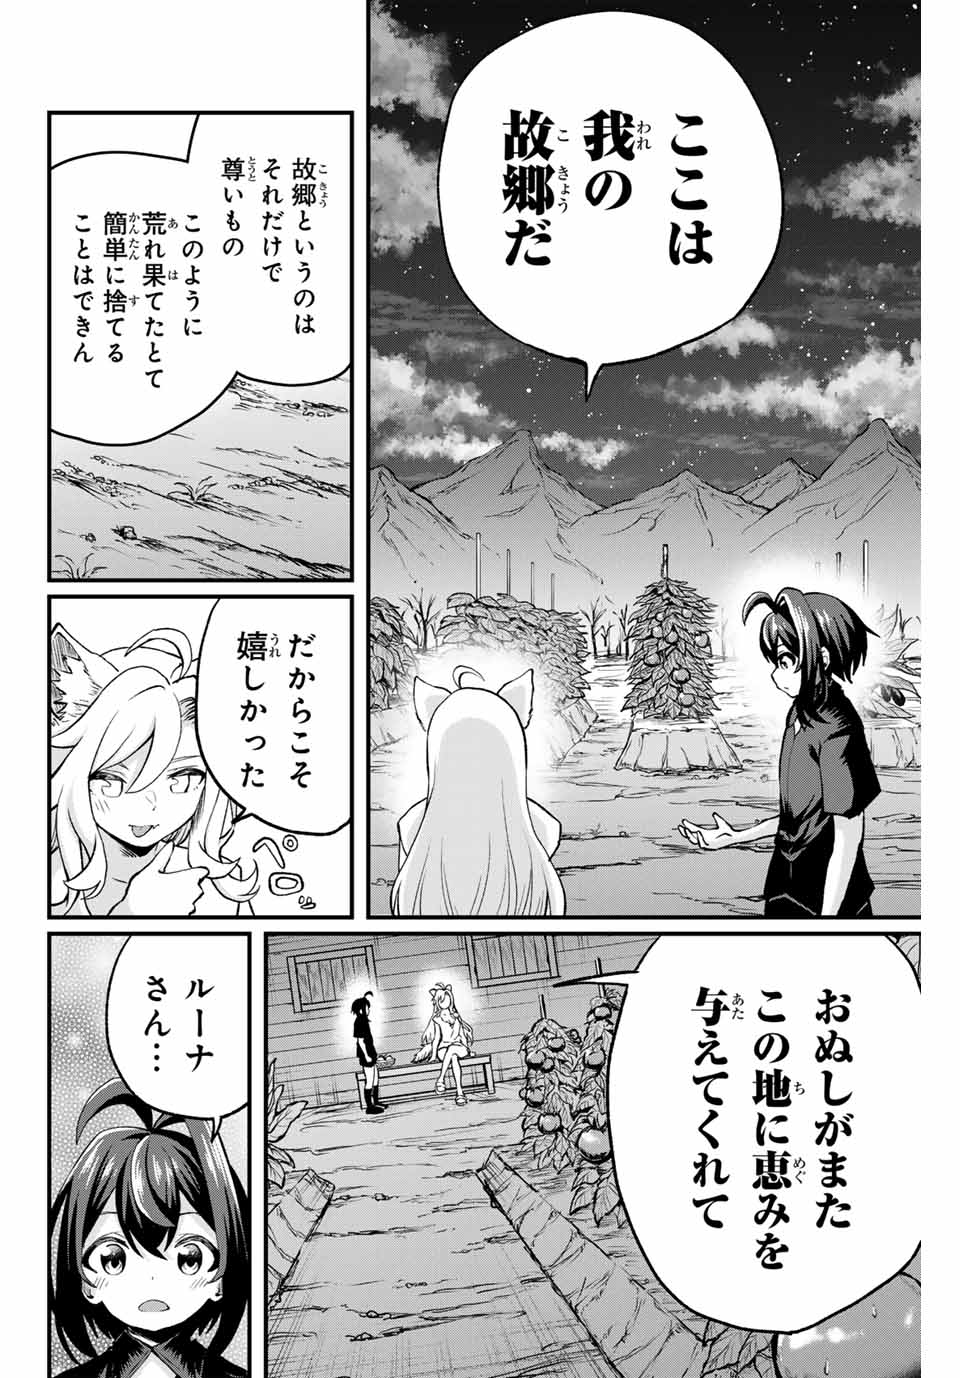 ここは
我の
故郷だ
故郷というのは
それだけで
尊いもの
このように
荒れ果てたとて
簡単に捨てる
ことはできん
だからこそ
嬉しかった
ペロ
おぬしがまた
この地に恵みを
与えてくれて
ルーナ
さん…